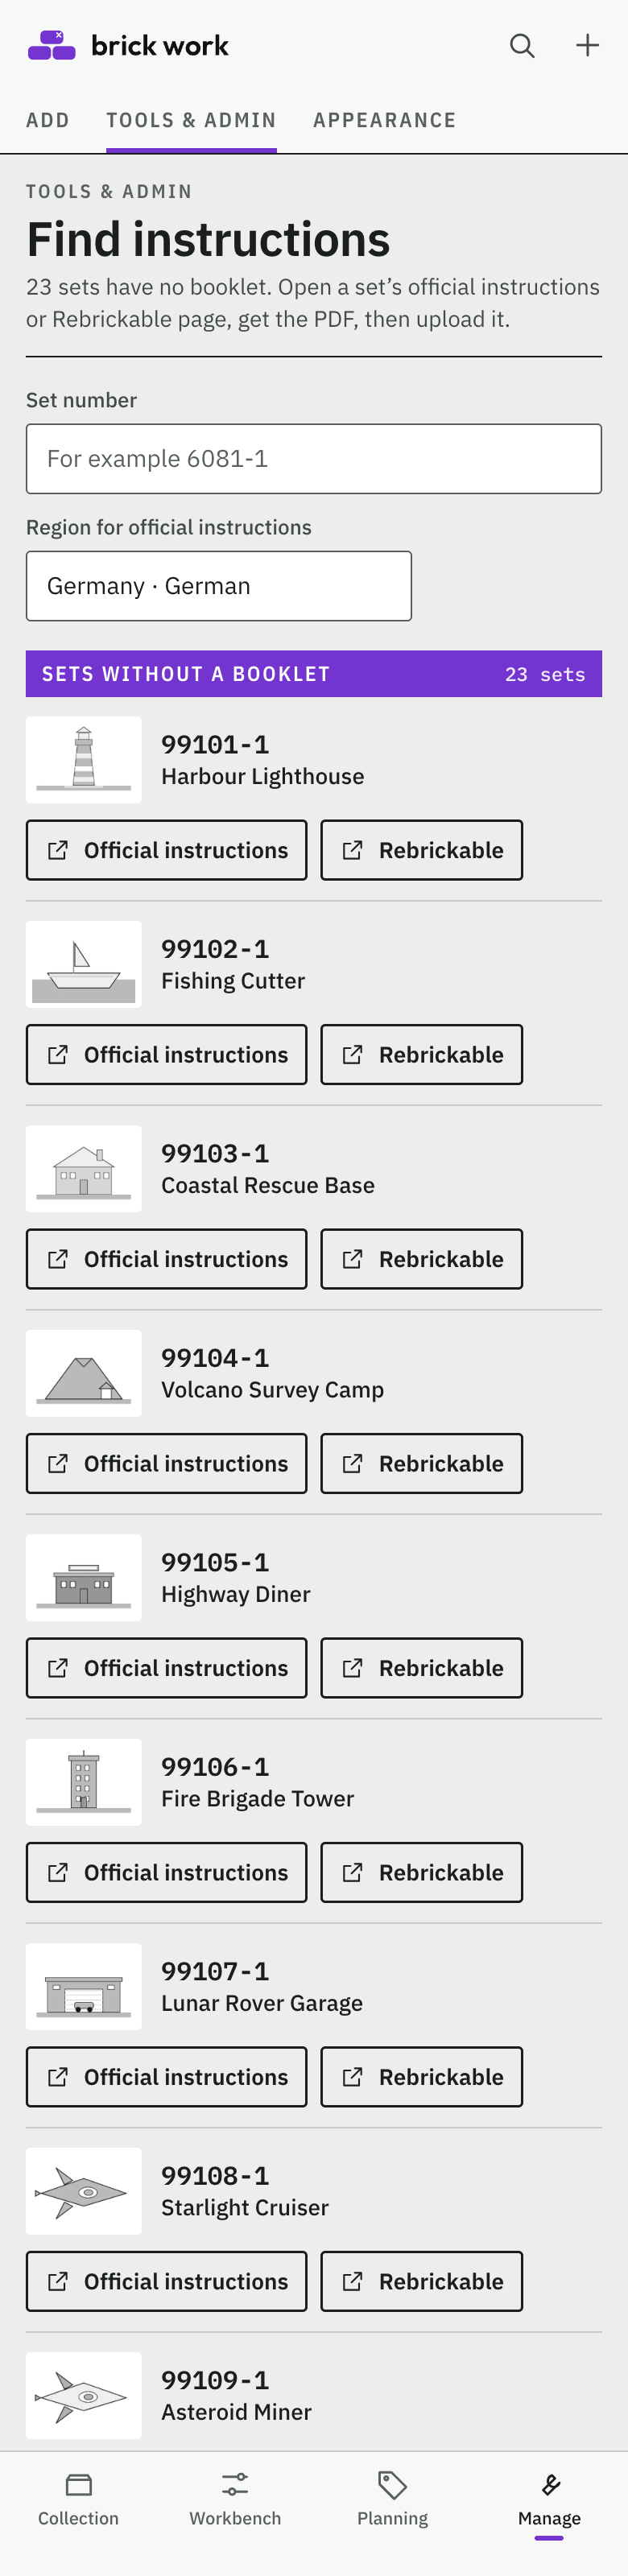 brick work
ADD TOOLS & ADMIN APPEARANCE
TOOLS & ADMIN
Find instructions
23 sets have no booklet. Open a set’s official instructions
or Rebrickable page, get the PDF, then upload it.
Set number
For example 6081-1
Region for official instructions
Germany · German
SETS WITHOUT A BOOKLET 23 sets
99101-1
Harbour Lighthouse
Official instructions Rebrickable
99102-1
Fishing Cutter
Official instructions Rebrickable
99103-1
Coastal Rescue Base
Official instructions Rebrickable
99104-1
Volcano Survey Camp
Official instructions Rebrickable
99105-1
Highway Diner
Official instructions Rebrickable
99106-1
Fire Brigade Tower
Official instructions Rebrickable
99107-1
Lunar Rover Garage
Official instructions Rebrickable
99108-1
Starlight Cruiser
Official instructions Rebrickable
99109-1
Asteroid Miner
Collection Workbench Planning Manage